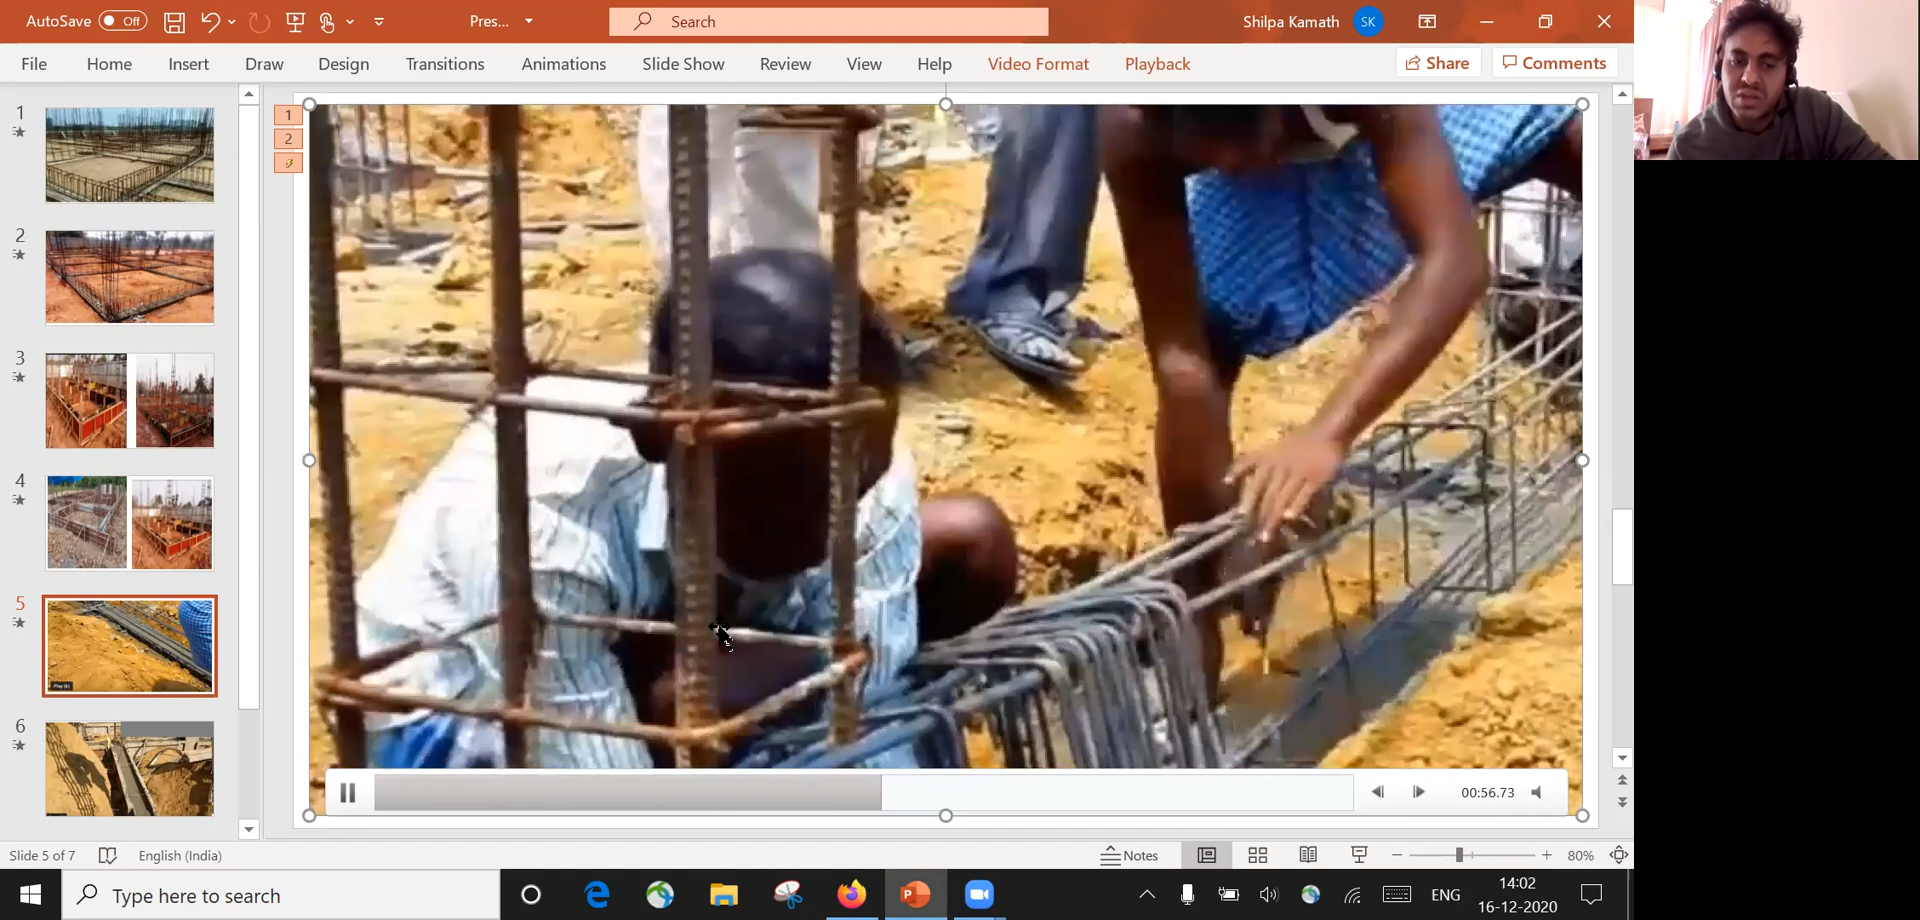 AutoSave Off Pres... Search Shilpa Kamath SK
File Home Insert Draw Design Transitions Animations Slide Show Review View Help Video Format Playback Share Comments
1
2
3
4
5
6
1
2
00:56.73
Slide 5 of 7 English (India) Notes 80%
Type here to search ENG 14:02
16-12-2020